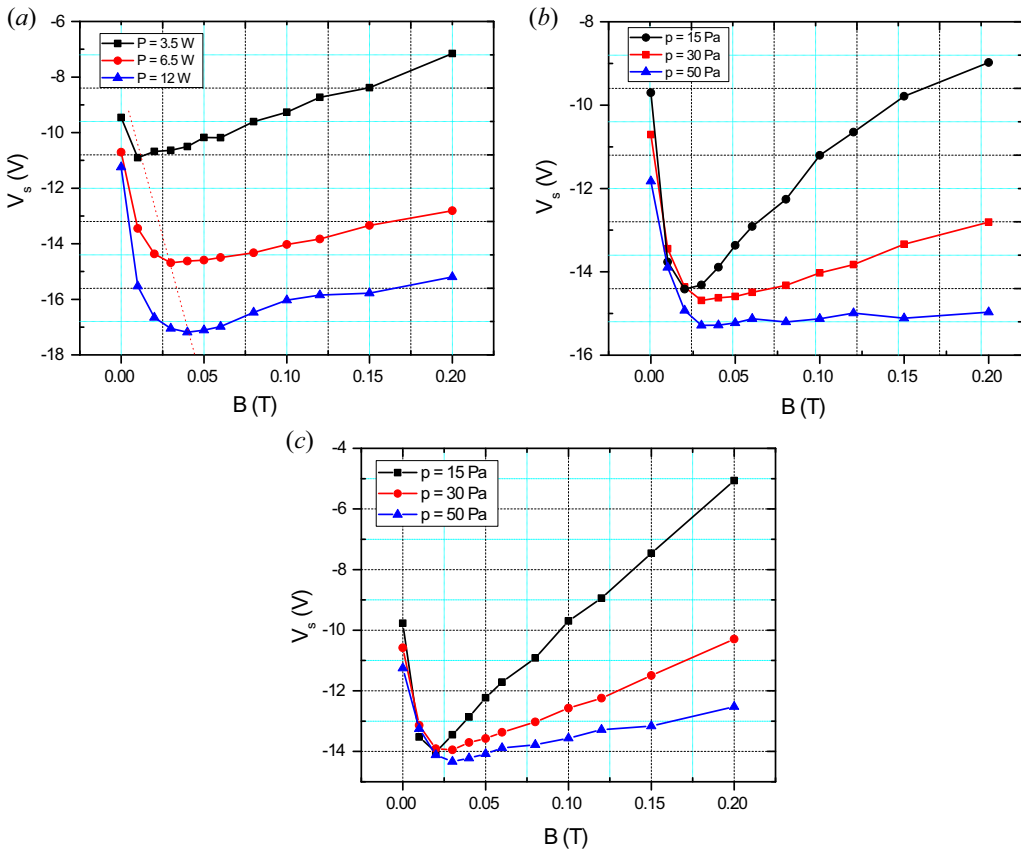 (a)
P = 3.5 W
P = 6.5 W
P = 12 W
-6
-8
-10
-12
-14
-16
-18
V_s (V)
0.00 0.05 0.10 0.15 0.20
B (T)
(b)
p = 15 Pa
p = 30 Pa
p = 50 Pa
-8
-10
-12
-14
-16
V_s (V)
0.00 0.05 0.10 0.15 0.20
B (T)
(c)
p = 15 Pa
p = 30 Pa
p = 50 Pa
-4
-6
-8
-10
-12
-14
V_s (V)
0.00 0.05 0.10 0.15 0.20
B (T)